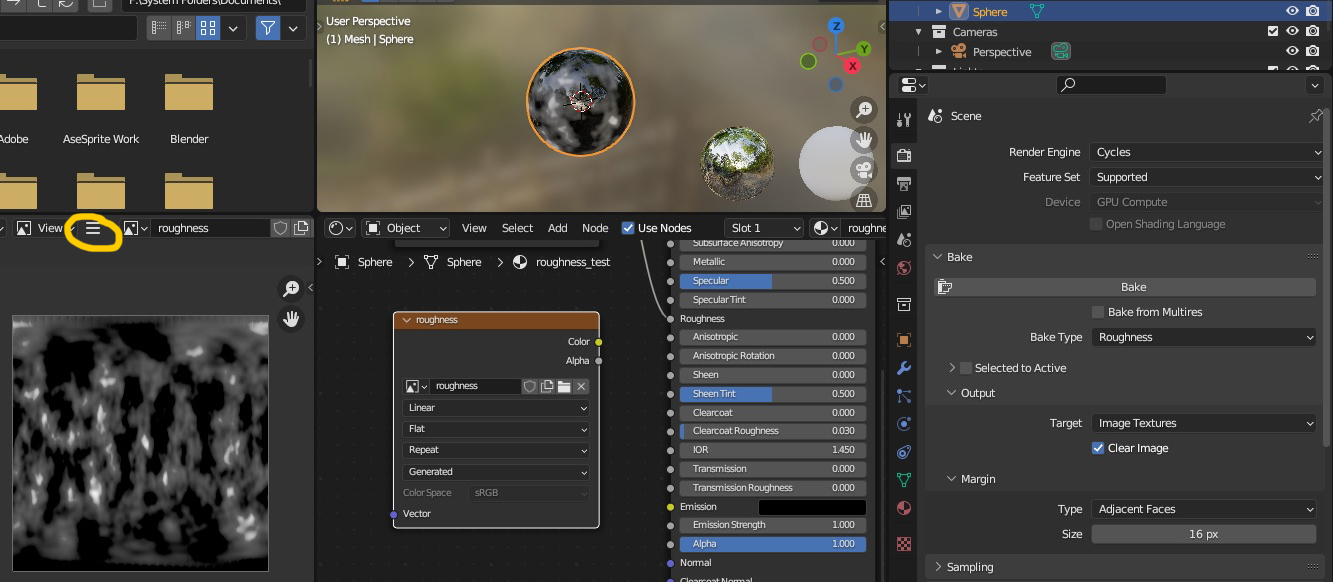 F:\System Folders\Documents\
Adobe
AseSprite Work
Blender
View
roughness
User Perspective
(1) Mesh | Sphere
Z
Y
X
Object
View
Select
Add
Node
Use Nodes
Slot 1
Sphere
Sphere
roughness_test
roughness
Color
Alpha
roughness
Linear
Flat
Repeat
Generated
Color Space
sRGB
Vector
Subsurface Anisotropy 0.000
Metallic 0.000
Specular 0.500
Specular Tint 0.000
Roughness
Anisotropic 0.000
Anisotropic Rotation 0.000
Sheen 0.000
Sheen Tint 0.500
Clearcoat 0.000
Clearcoat Roughness 0.030
IOR 1.450
Transmission 0.000
Transmission Roughness 0.000
Emission
Emission Strength 1.000
Alpha 1.000
Normal
Clearcoat Normal
Sphere
Cameras
Perspective
Scene
Render Engine Cycles
Feature Set Supported
Device GPU Compute
Open Shading Language
Bake
Bake
Bake from Multires
Bake Type Roughness
Selected to Active
Output
Target Image Textures
Clear Image
Margin
Type Adjacent Faces
Size 16 px
Sampling